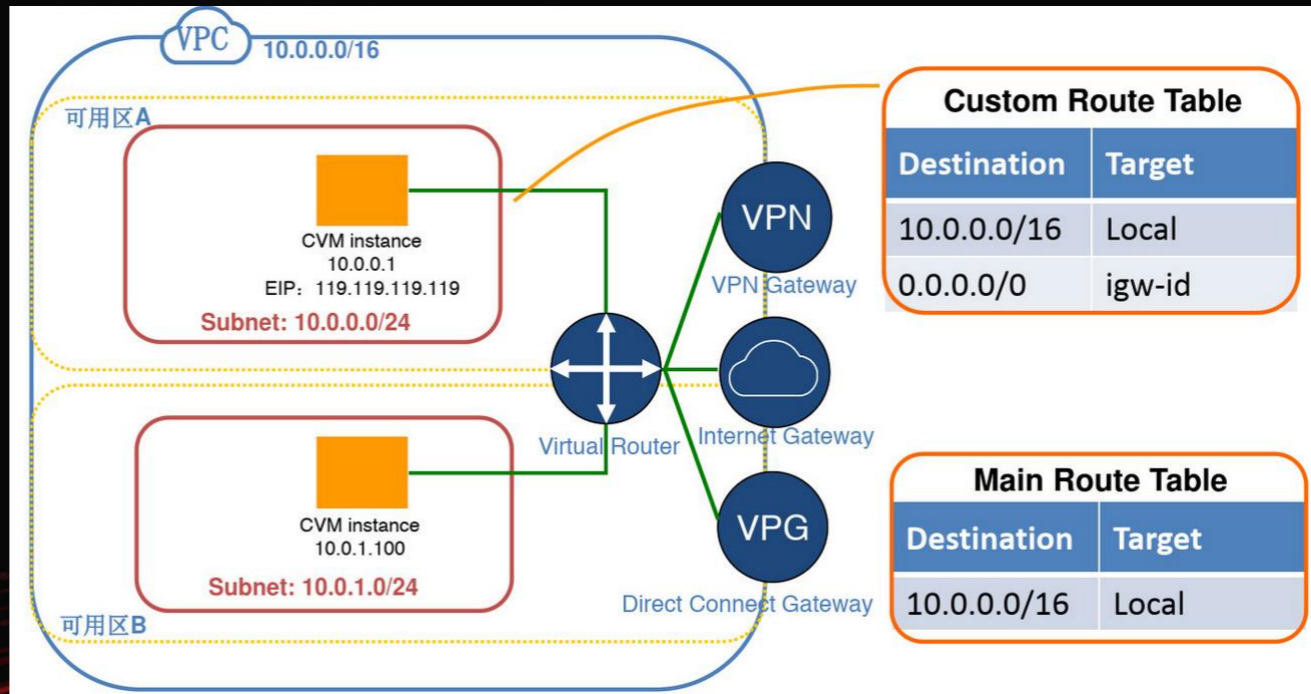 VPC
10.0.0.0/16
可用区A
CVM instance
10.0.0.1
EIP：119.119.119.119
Subnet: 10.0.0.0/24
CVM instance
10.0.1.100
Subnet: 10.0.1.0/24
可用区B
Virtual Router
VPN
VPN Gateway
Internet Gateway
VPG
Direct Connect Gateway
Custom Route Table
Destination Target
10.0.0.0/16 Local
0.0.0.0/0 igw-id
Main Route Table
Destination Target
10.0.0.0/16 Local